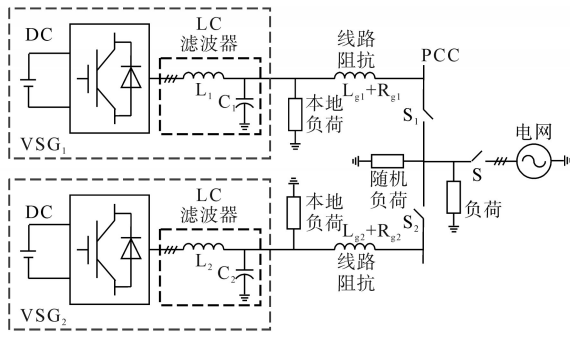 DC
LC
滤波器
L₁
C₁
VSG₁
本地
负荷
线路
阻抗
Lg1+Rg1
PCC
S₁
电网
随机
负荷
S
负荷
S₂
DC
LC
滤波器
L₂
C₂
VSG₂
本地
负荷
Lg2+Rg2
线路
阻抗